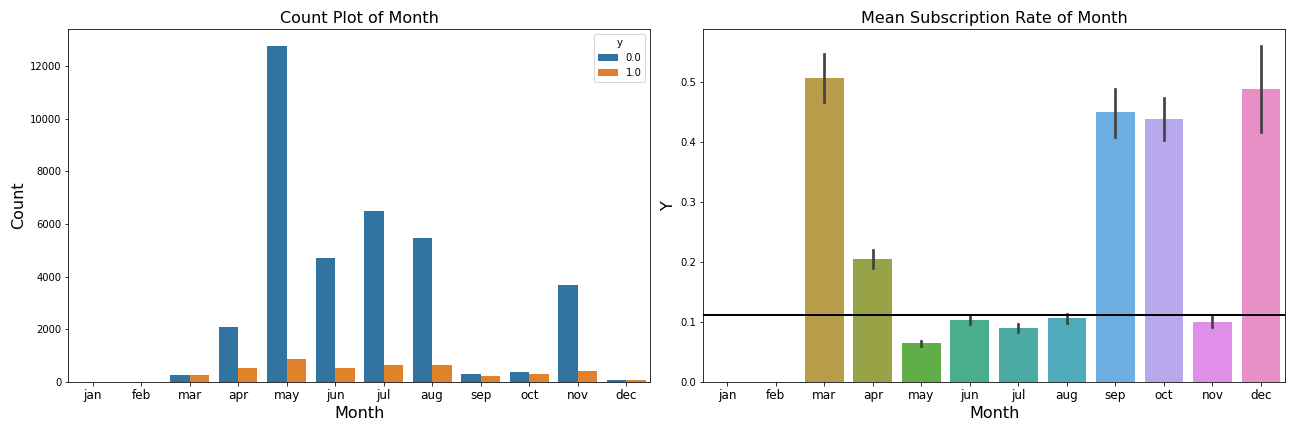 Count Plot of Month
Count
12000
10000
8000
6000
4000
2000
0
y
0.0
1.0
jan feb mar apr may jun jul aug sep oct nov dec
Month
Mean Subscription Rate of Month
Y
0.5
0.4
0.3
0.2
0.1
0.0
jan feb mar apr may jun jul aug sep oct nov dec
Month